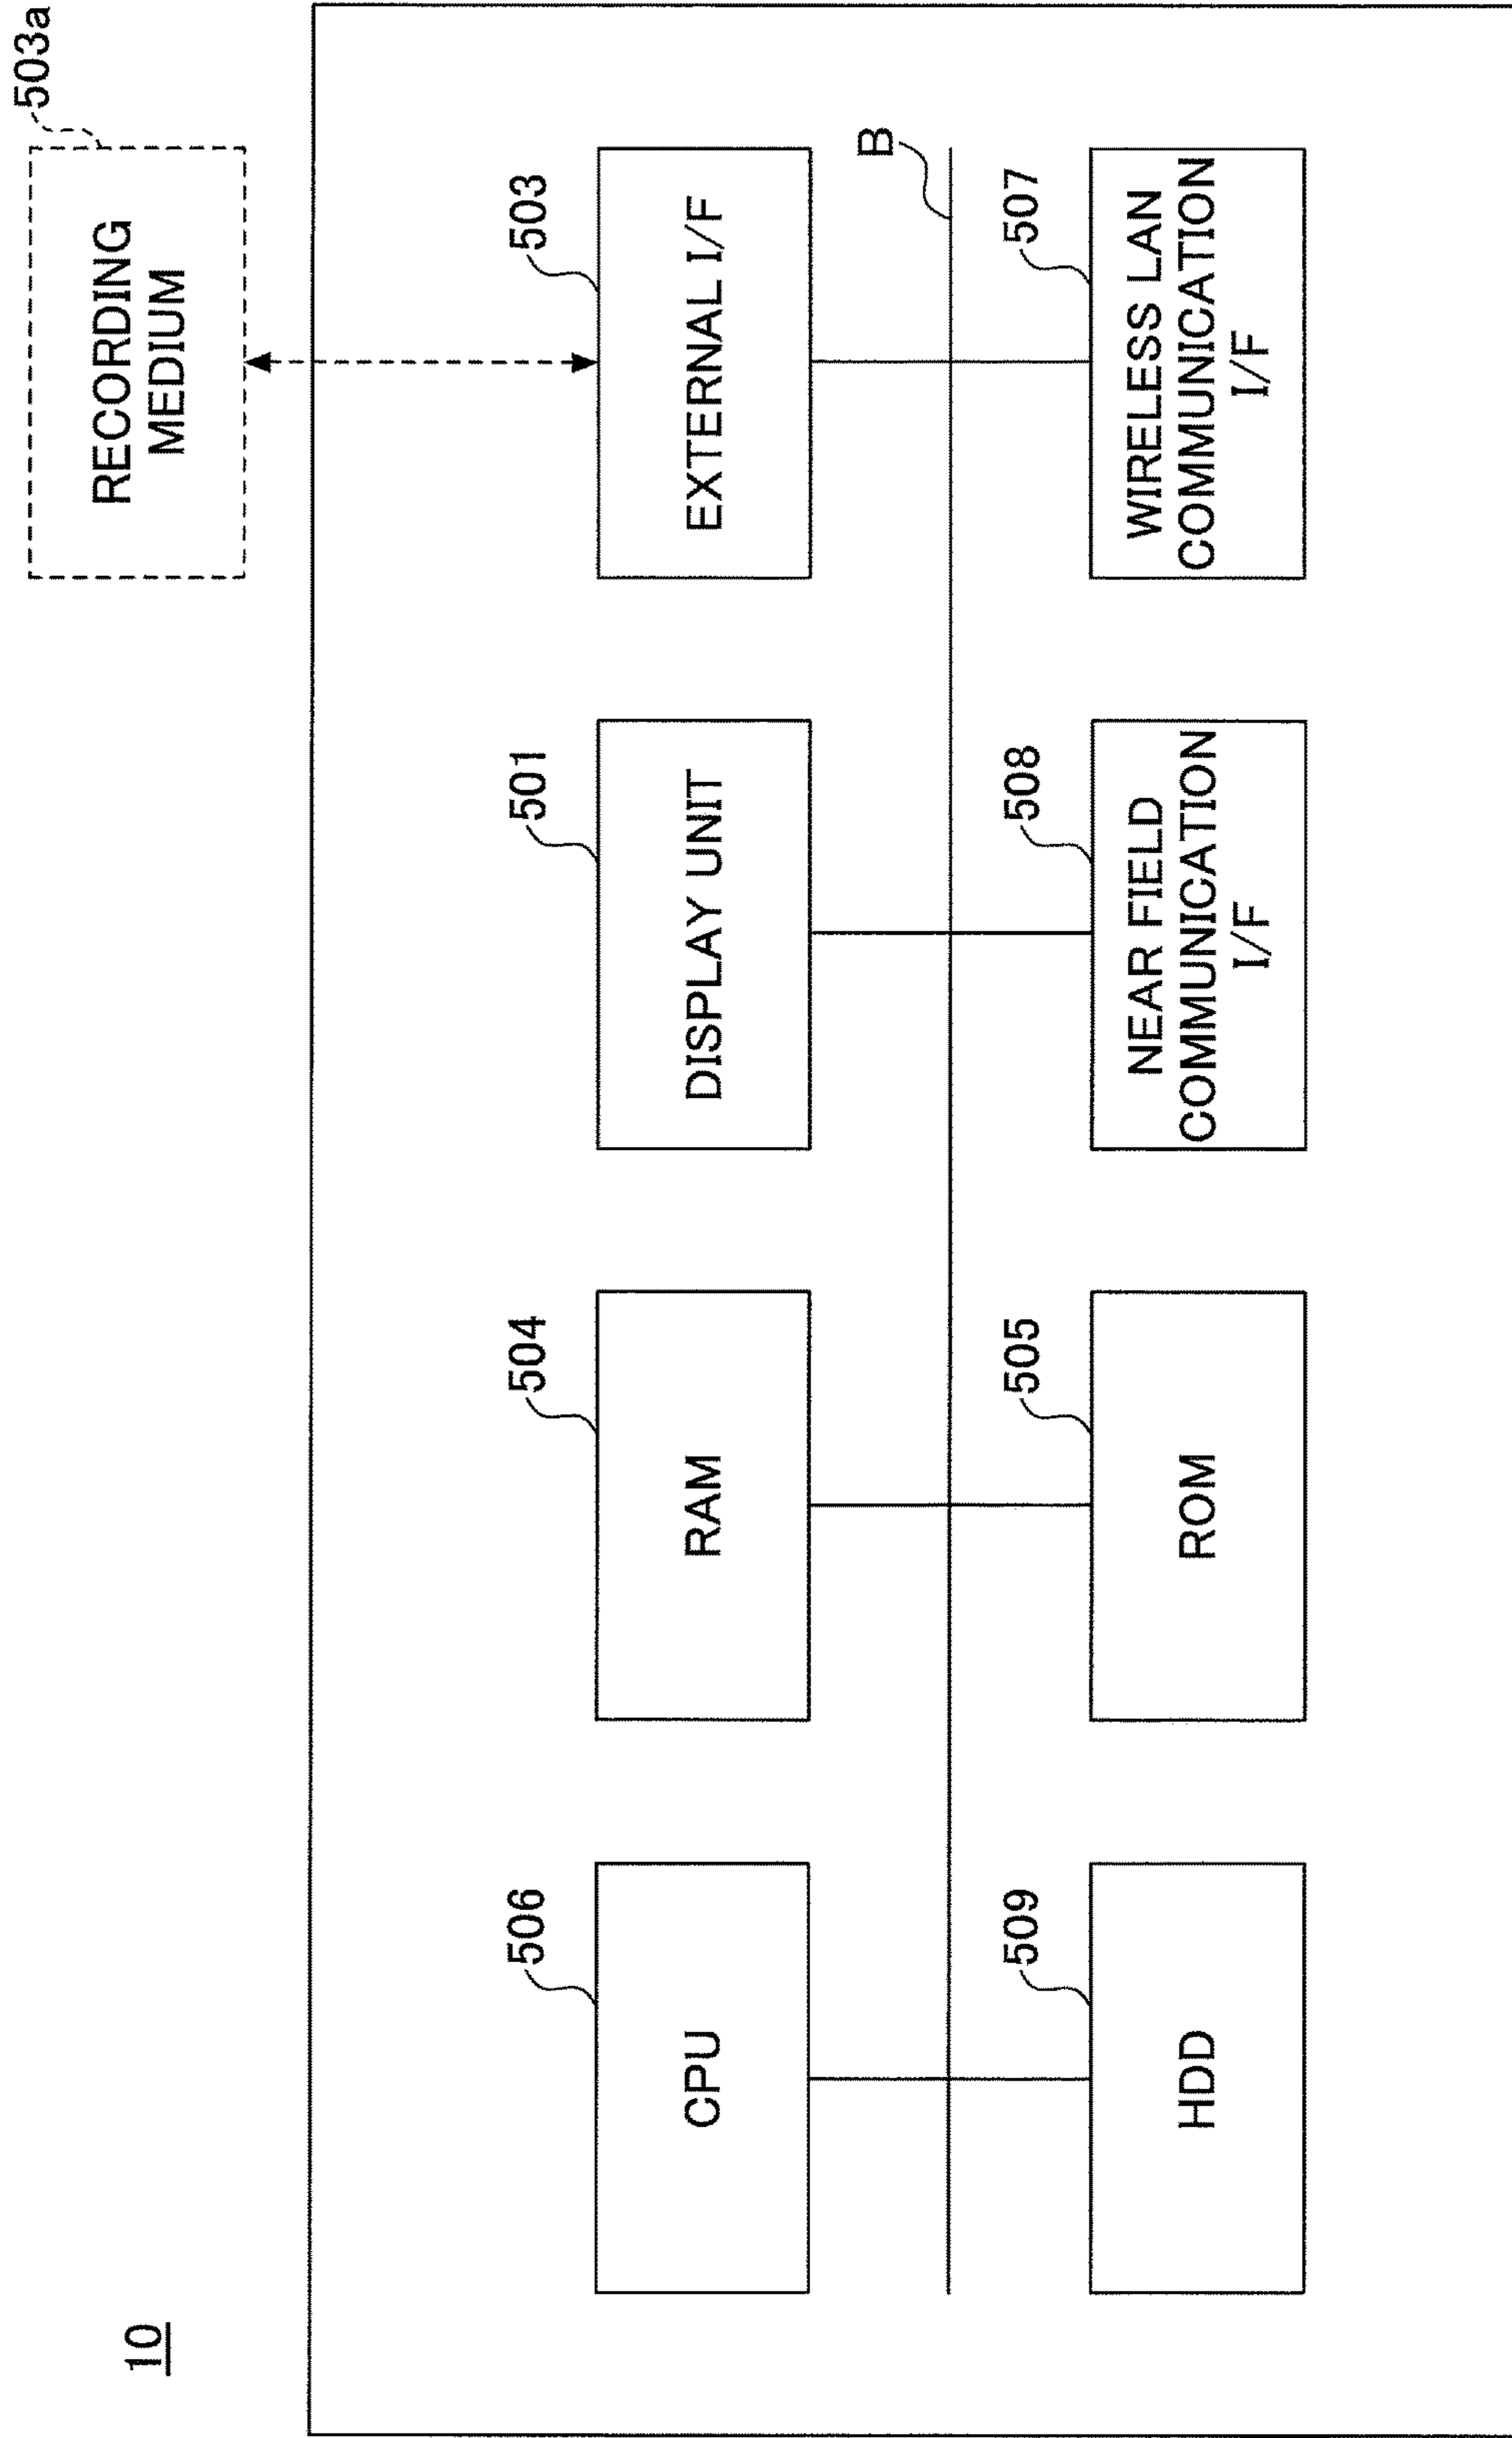 10
503a
RECORDING
MEDIUM
506
CPU
504
RAM
501
DISPLAY UNIT
503
EXTERNAL I/F
B
509
HDD
505
ROM
508
NEAR FIELD
COMMUNICATION
I/F
507
WIRELESS LAN
COMMUNICATION
I/F